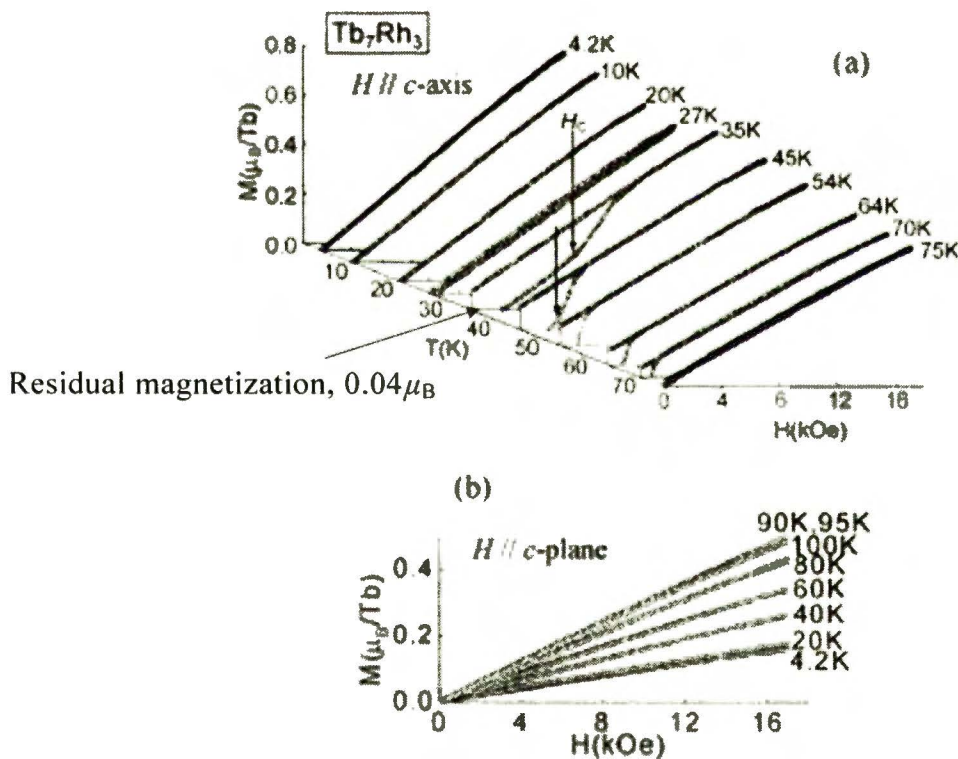 Tb₇Rh₃
H // c-axis
(a)
0.8
0.6
0.4
0.2
0.0
M(μB/Tb)
4.2K
10K
20K
27K
35K
45K
54K
64K
70K
75K
Hc
10
20
30
40
50
60
70
T(K)
0 4 6 12 16
H(kOe)
Residual magnetization, 0.04μB
(b)
H // c-plane
0.4
0.2
0.0
M(μB/Tb)
90K,95K
100K
80K
60K
40K
20K
4.2K
0 4 8 12 16
H(kOe)